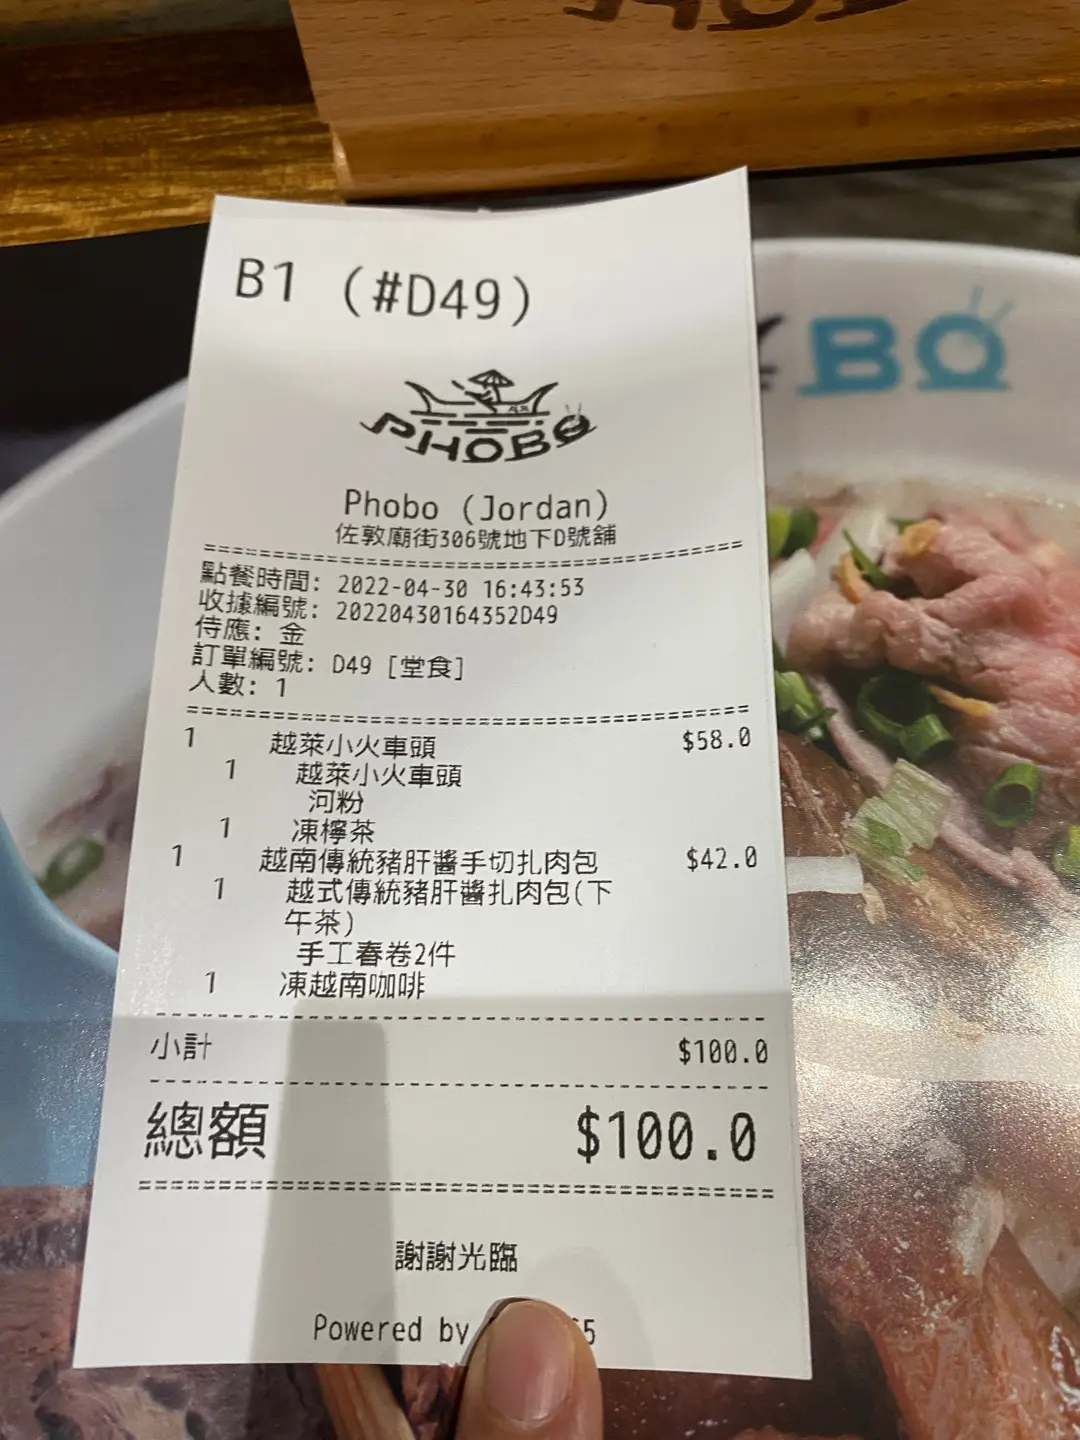 B1 (#D49)
PHOBO
Phobo (Jordan)
佐敦廟街306號地下D號舖
點餐時間: 2022-04-30 16:43:53
收據編號: 20220430164352D49
侍應: 金
訂單編號: D49 [堂食]
人數: 1
1 越萊小火車頭 $58.0
1 越萊小火車頭
河粉
1 凍檸茶
1 越南傳統豬肝醬手切扎肉包 $42.0
1 越式傳統豬肝醬扎肉包(下
午茶)
手工春卷2件
1 凍越南咖啡
小計 $100.0
總額 $100.0
謝謝光臨
Powered by
BO